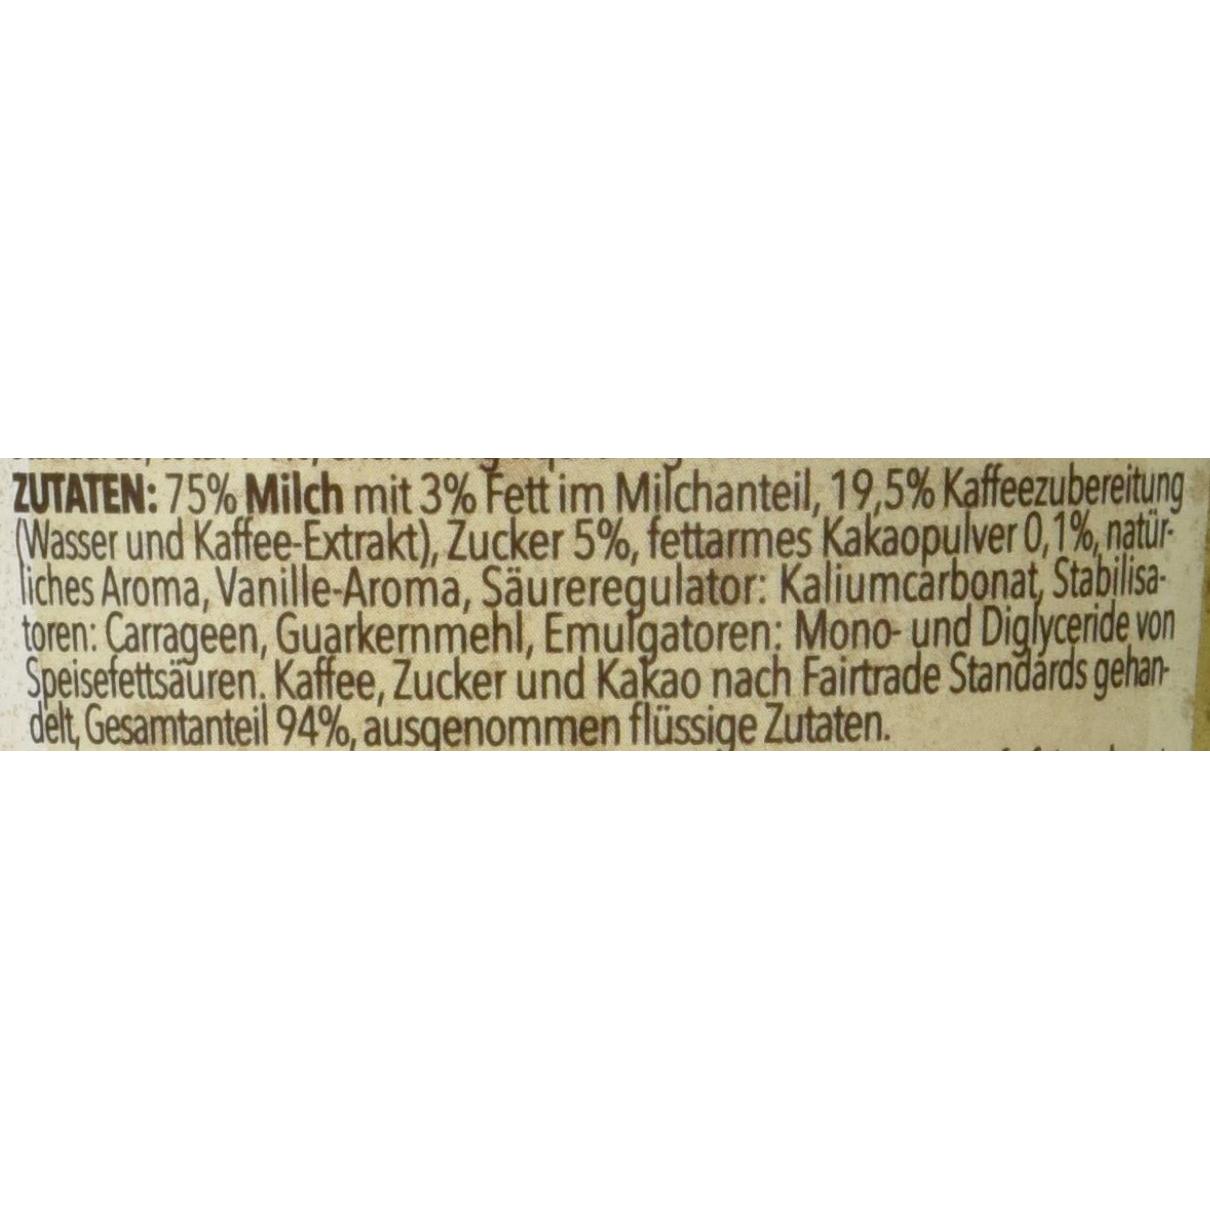 ZUTATEN: 75% Milch mit 3% Fett im Milchanteil, 19,5% Kaffeezubereitung
(Wasser und Kaffee-Extrakt), Zucker 5%, fettarmes Kakaopulver 0,1%, natür-
liches Aroma, Vanille-Aroma, Säureregulator: Kaliumcarbonat, Stabilisa-
toren: Carrageen, Guarkernmehl, Emulgatoren: Mono- und Diglyceride von
Speisefettsäuren. Kaffee, Zucker und Kakao nach Fairtrade Standards gehan-
delt, Gesamtanteil 94%, ausgenommen flüssige Zutaten.